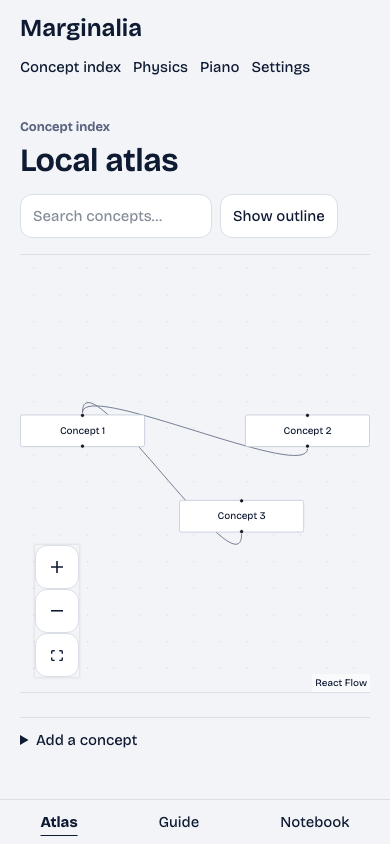 Marginalia
Concept index Physics Piano Settings
Concept index
Local atlas
Search concepts...
Show outline
Concept 1
Concept 2
Concept 3
React Flow
Add a concept
Atlas Guide Notebook